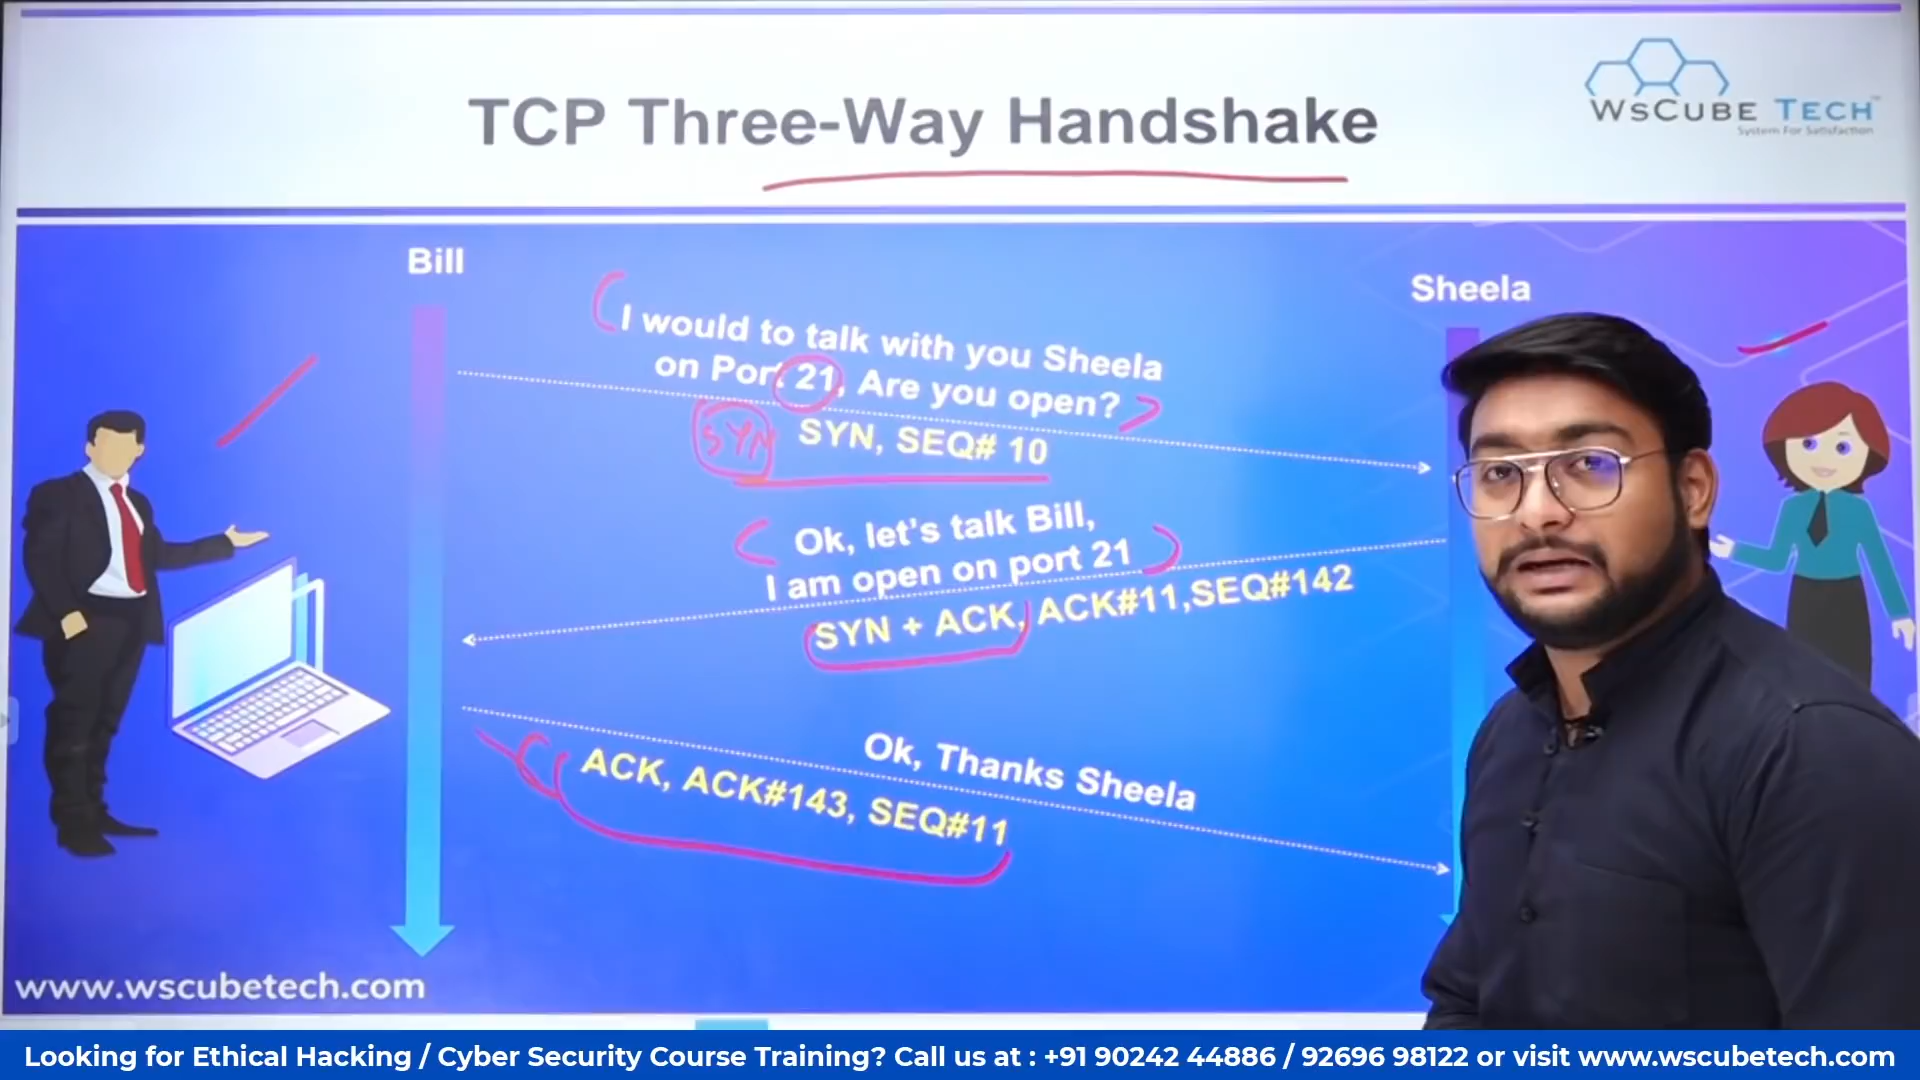 TCP Three-Way Handshake
WsCube Tech
System For Satisfaction
Bill
Sheela
I would to talk with you Sheela
on Port 21, Are you open?
SYN
SYN, SEQ# 10
Ok, let's talk Bill,
I am open on port 21
SYN + ACK, ACK#11,SEQ#142
Ok, Thanks Sheela
ACK, ACK#143, SEQ#11
www.wscubetech.com
Looking for Ethical Hacking / Cyber Security Course Training? Call us at : +91 90242 44886 / 92696 98122 or visit www.wscubetech.com